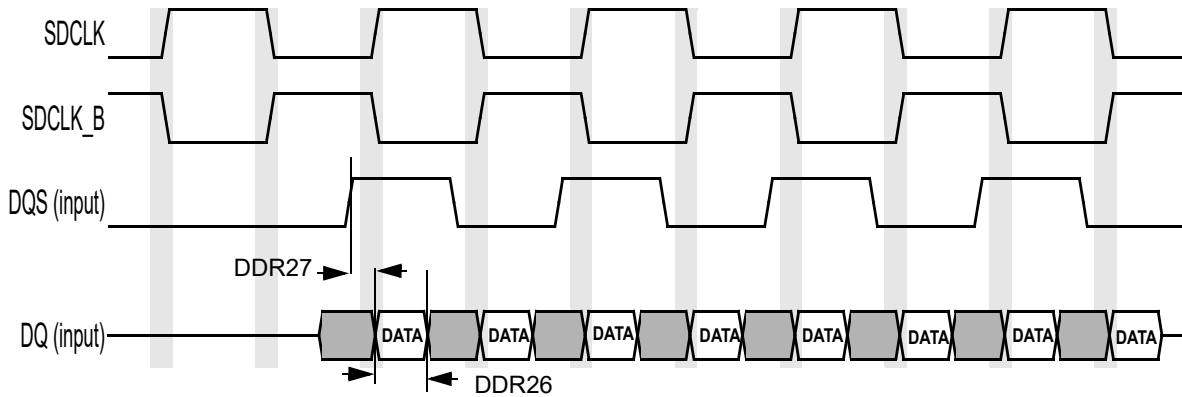 SDCLK
SDCLK_B
DQS (input)
DDR27
DQ (input)
DATA DATA DATA DATA DATA DATA DATA DATA
DDR26